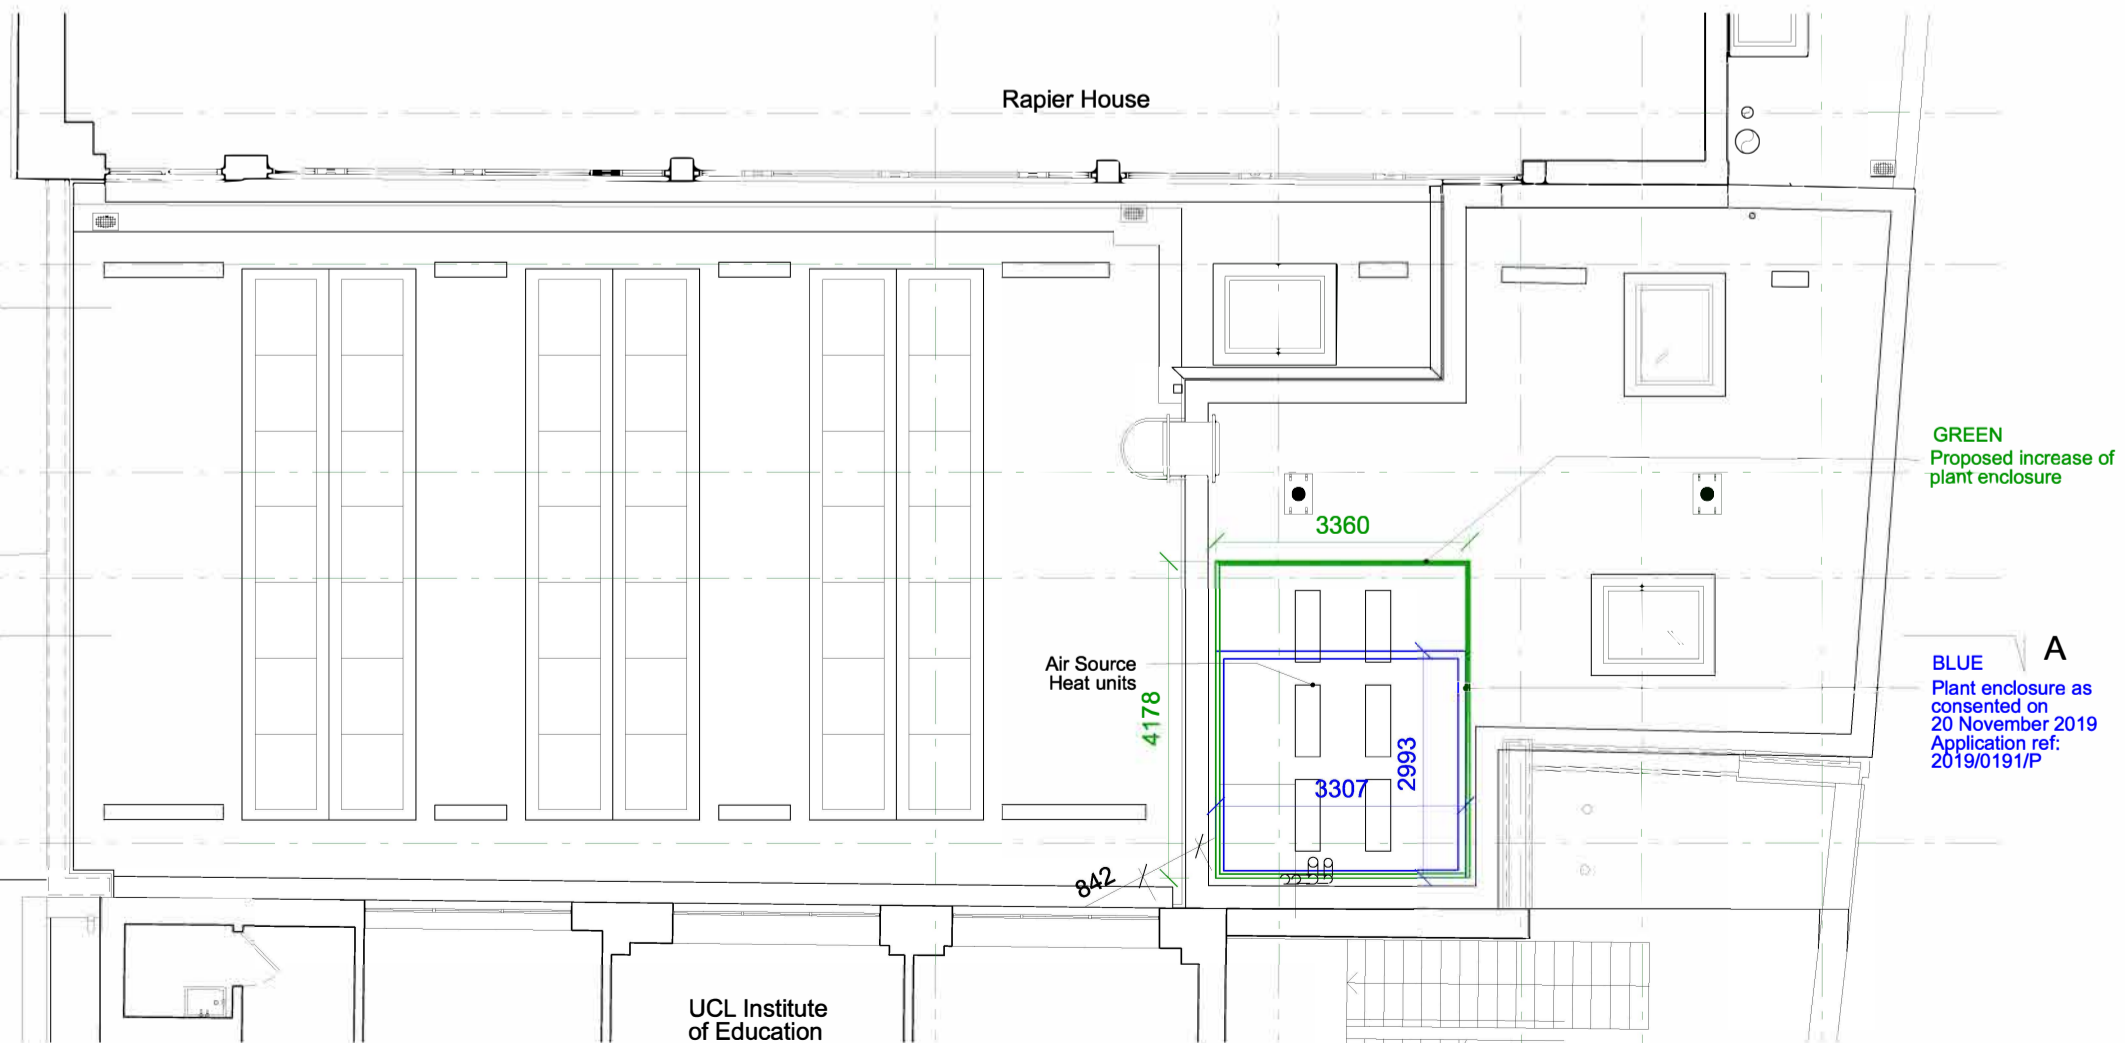 Rapier House
GREEN
Proposed increase of
plant enclosure
3360
Air Source
Heat units
4178
A
BLUE
Plant enclosure as
consented on
20 November 2019
Application ref:
2019/0191/P
2993
3307
842
UCL Institute
of Education